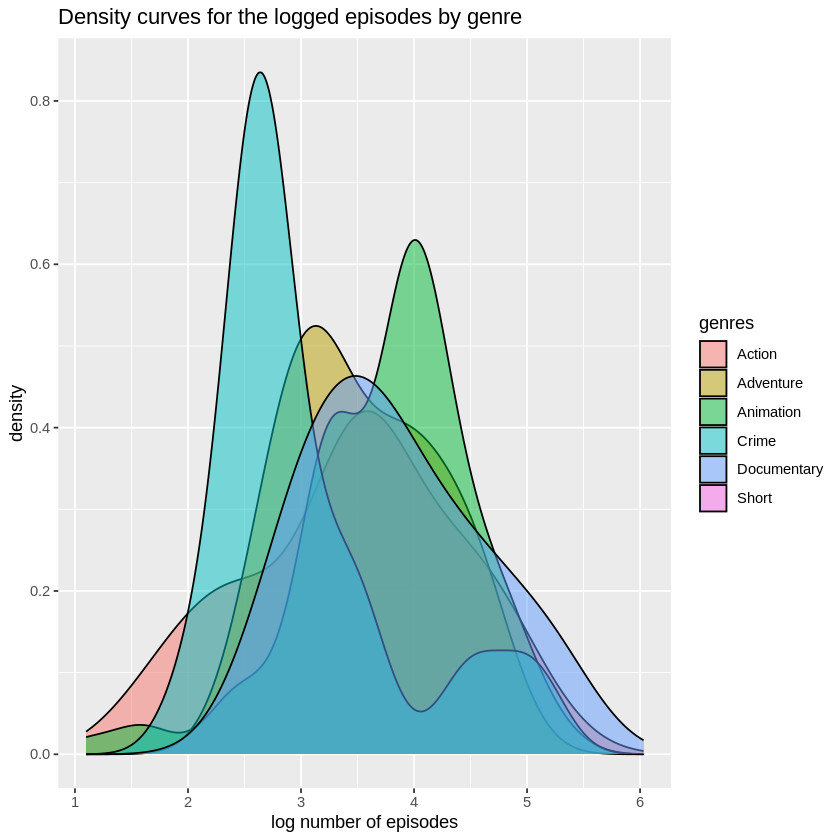 Density curves for the logged episodes by genre
0.8
0.6
0.4
0.2
0.0
density
1 2 3 4 5 6
log number of episodes
genres
Action
Adventure
Animation
Crime
Documentary
Short